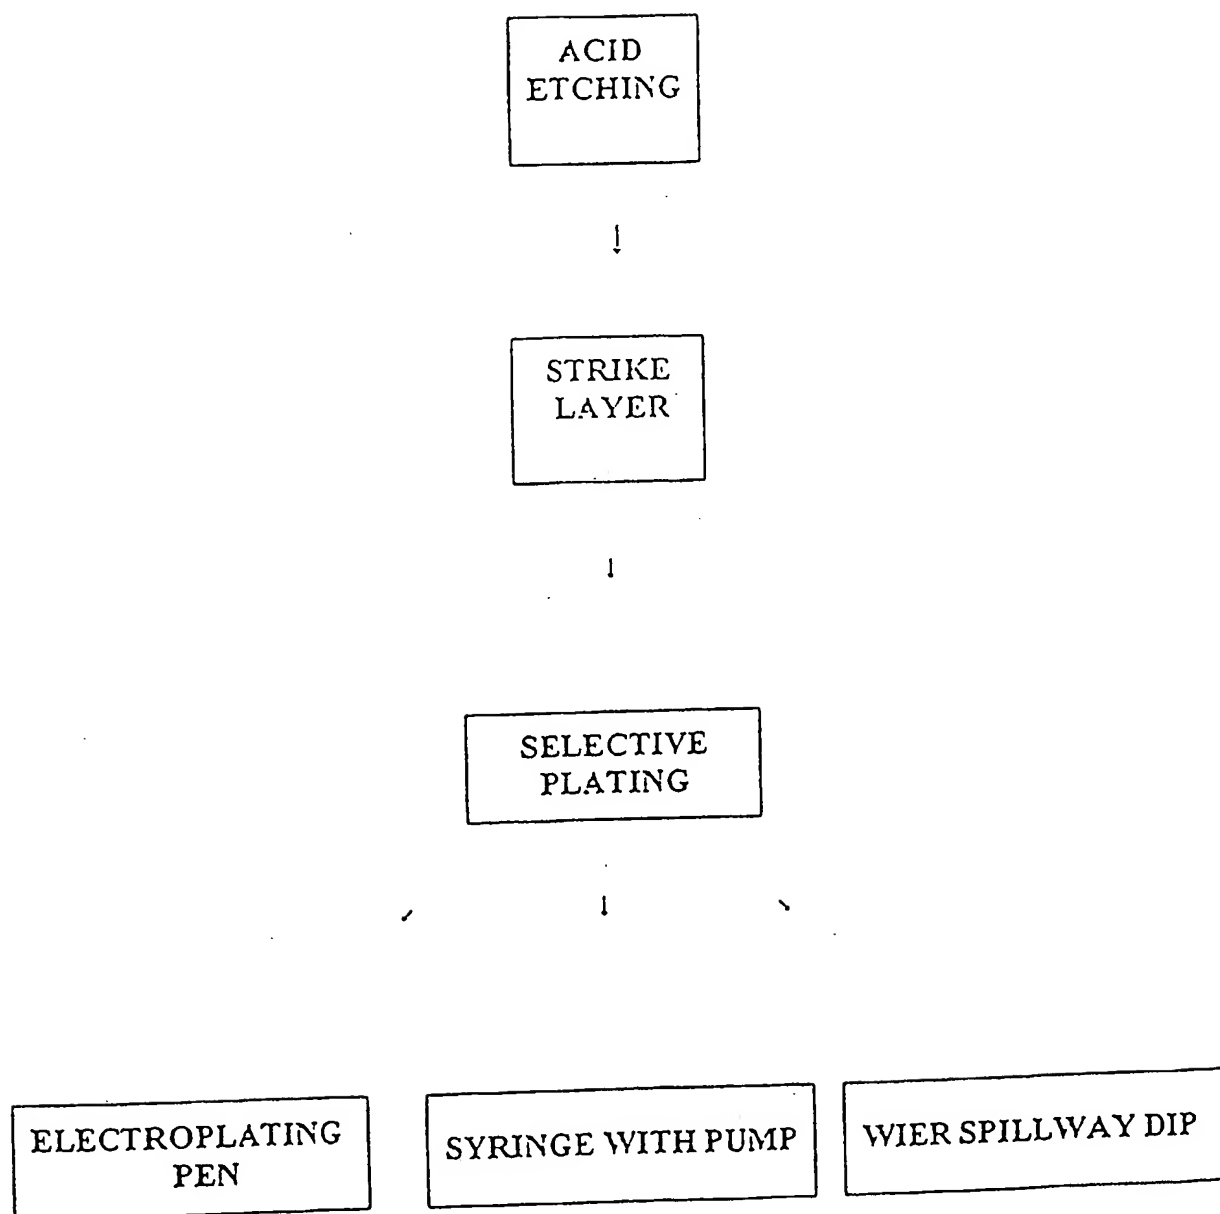 ACID
ETCHING
STRIKE
LAYER
SELECTIVE
PLATING
ELECTROPLATING
PEN
SYRINGE WITH PUMP
WIER SPILLWAY DIP